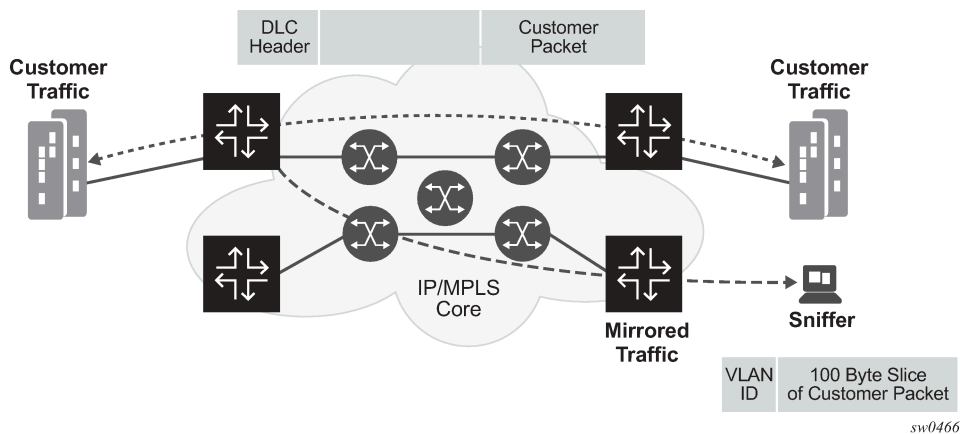 DLC
Header
Customer
Packet
Customer
Traffic
Customer
Traffic
IP/MPLS
Core
Mirrored
Traffic
Sniffer
VLAN
ID
100 Byte Slice
of Customer Packet
sw0466